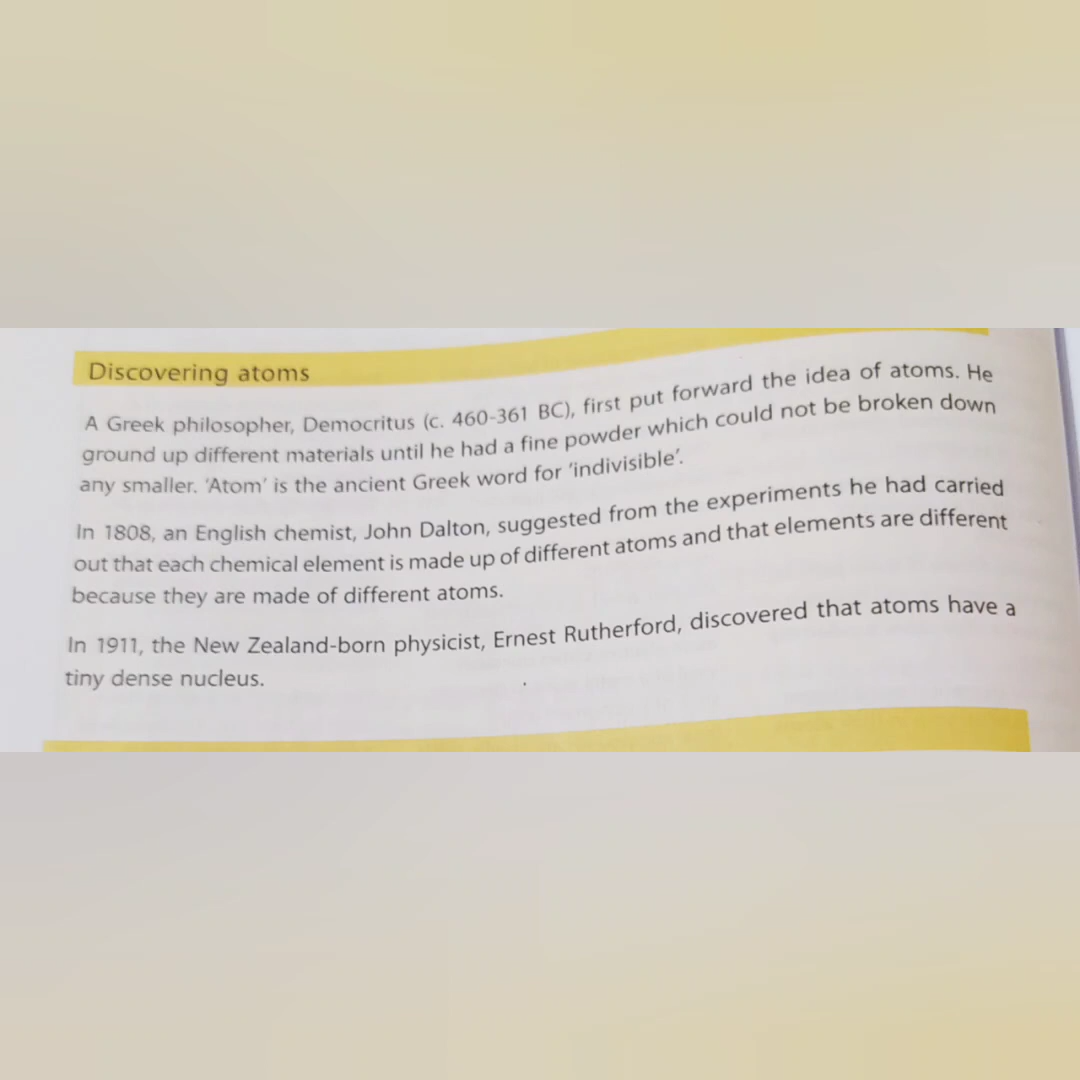 Discovering atoms
A Greek philosopher, Democritus (c. 460-361 BC), first put forward the idea of atoms. He
ground up different materials until he had a fine powder which could not be broken down
any smaller. ‘Atom’ is the ancient Greek word for ‘indivisible’.
In 1808, an English chemist, John Dalton, suggested from the experiments he had carried
out that each chemical element is made up of different atoms and that elements are different
because they are made of different atoms.
In 1911, the New Zealand-born physicist, Ernest Rutherford, discovered that atoms have a
tiny dense nucleus.